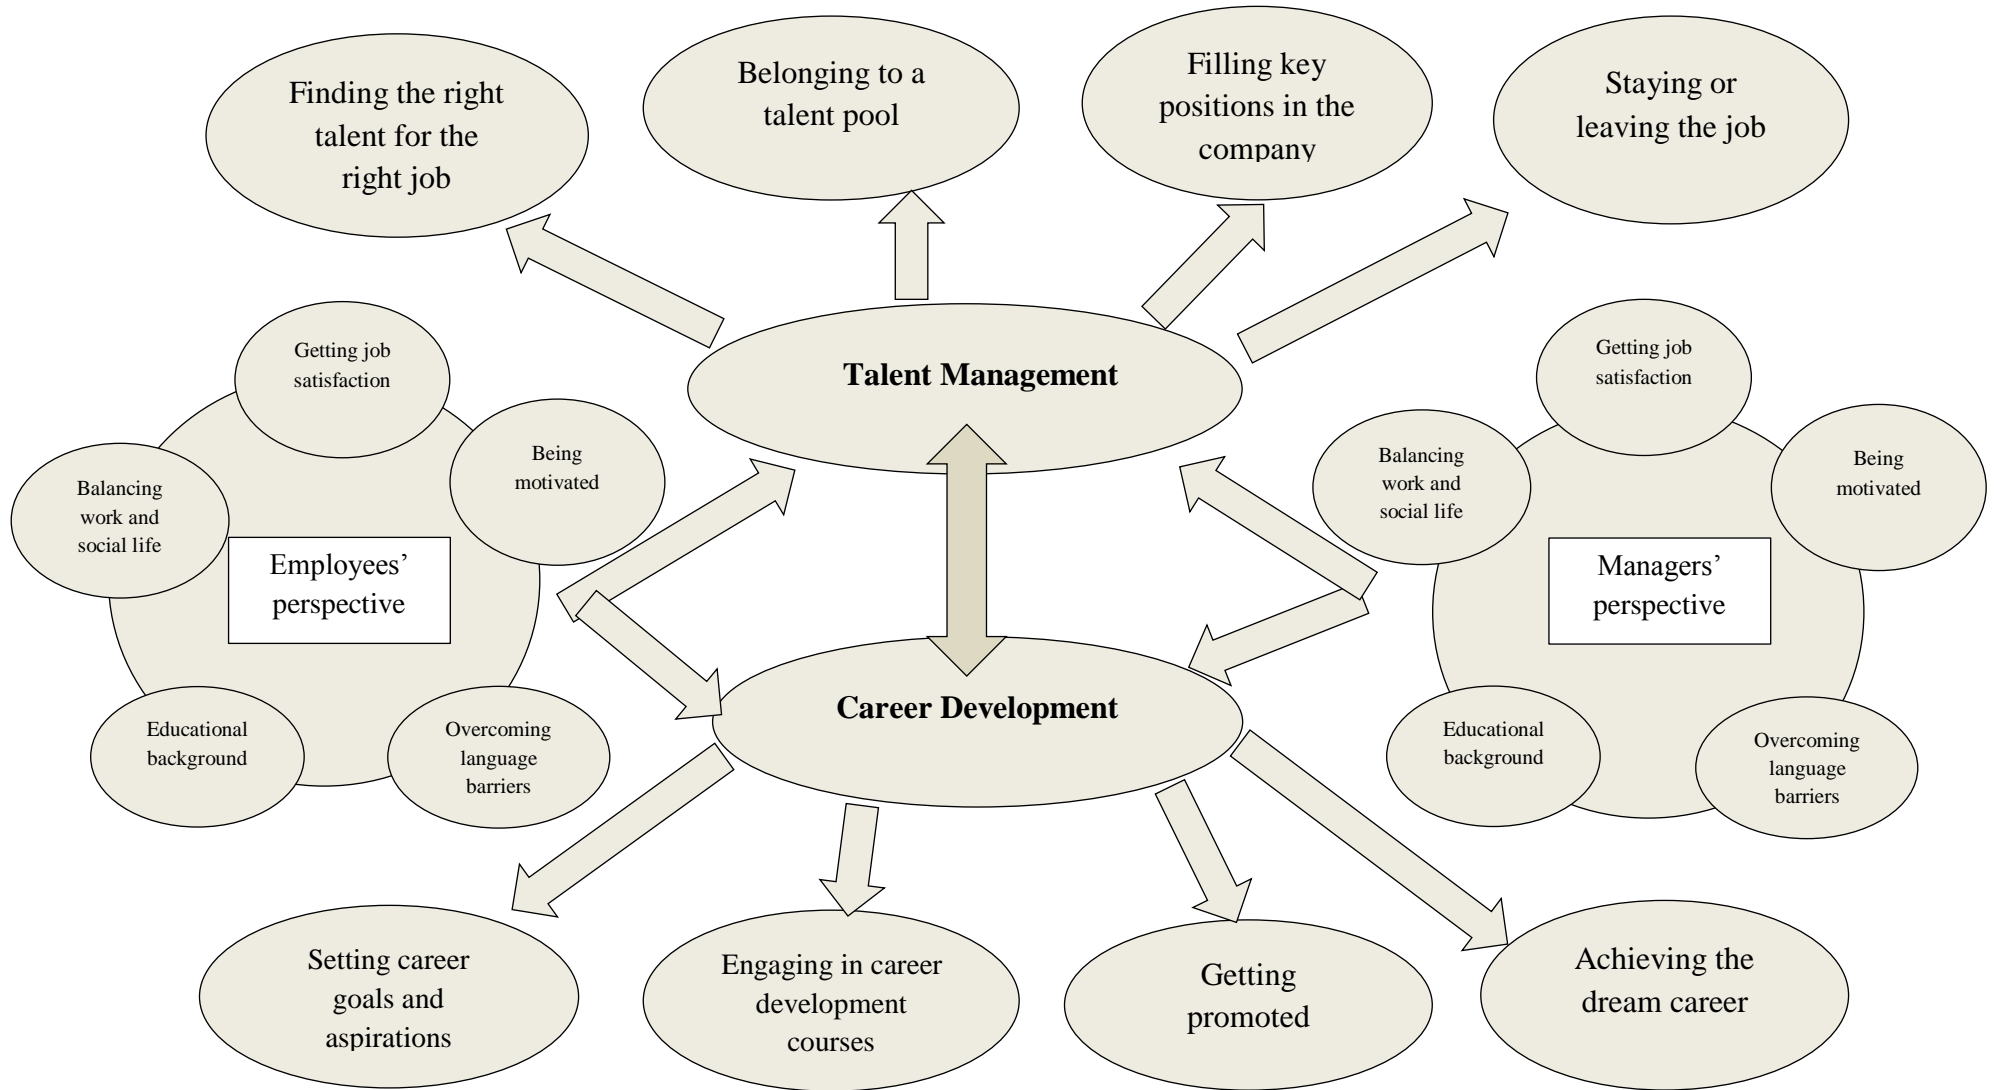 Finding the right
talent for the
right job
Belonging to a
talent pool
Filling key
positions in the
company
Staying or
leaving the job
Talent Management
Getting job
satisfaction
Being
motivated
Balancing
work and
social life
Employees’
perspective
Educational
background
Overcoming
language
barriers
Getting job
satisfaction
Balancing
work and
social life
Being
motivated
Managers’
perspective
Educational
background
Overcoming
language
barriers
Career Development
Setting career
goals and
aspirations
Engaging in career
development
courses
Getting
promoted
Achieving the
dream career